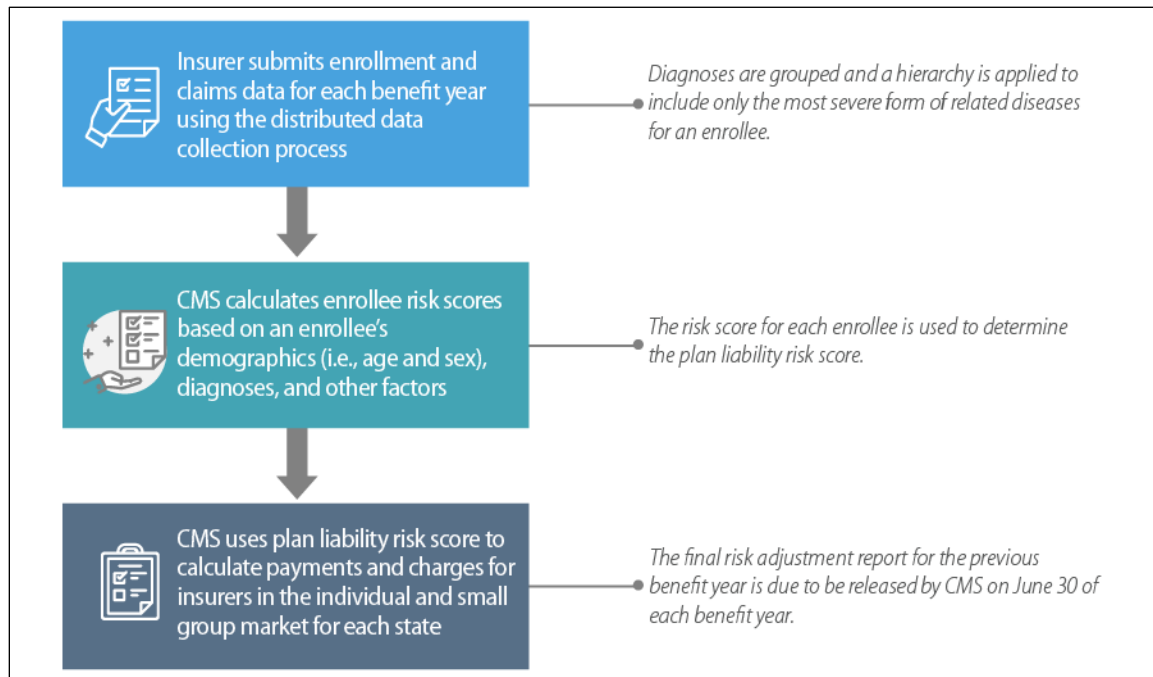 Insurer submits enrollment and
claims data for each benefit year
using the distributed data
collection process
Diagnoses are grouped and a hierarchy is applied to
include only the most severe form of related diseases
for an enrollee.
CMS calculates enrollee risk scores
based on an enrollee's
demographics (i.e., age and sex),
diagnoses, and other factors
The risk score for each enrollee is used to determine
the plan liability risk score.
CMS uses plan liability risk score to
calculate payments and charges for
insurers in the individual and small
group market for each state
The final risk adjustment report for the previous
benefit year is due to be released by CMS on June 30 of
each benefit year.